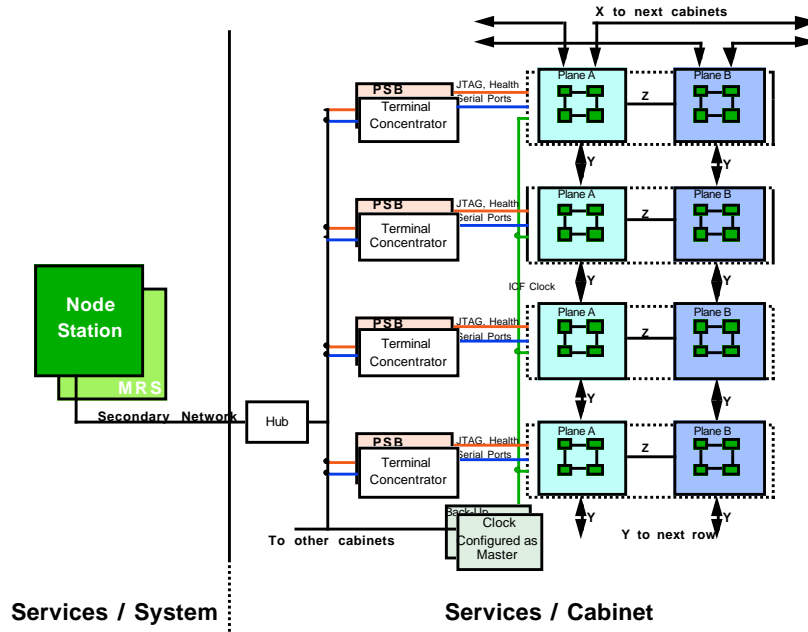 X to next cabinets
PSB
JTAG, Health
Serial Ports
Terminal
Concentrator
Plane A
Z
Plane B
Y
Y
PSB
JTAG, Health
Serial Ports
Terminal
Concentrator
Plane A
Z
Plane B
Node
Station
MRS
ICF Clock
Y
Y
PSB
JTAG, Health
Serial Ports
Terminal
Concentrator
Plane A
Z
Plane B
Y
Y
Secondary Network
Hub
PSB
JTAG, Health
Serial Ports
Terminal
Concentrator
Plane A
Z
Plane B
Back-Up
Clock
Configured as
Master
Y
Y
To other cabinets
Y to next row
Services / System
Services / Cabinet